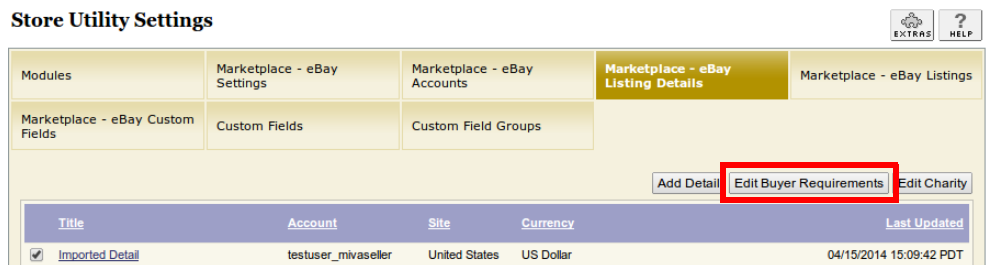 Store Utility Settings
EXTRAS
HELP
Modules
Marketplace - eBay
Settings
Marketplace - eBay
Accounts
Marketplace - eBay
Listing Details
Marketplace - eBay Listings
Marketplace - eBay Custom
Fields
Custom Fields
Custom Field Groups
Add Detail Edit Buyer Requirements Edit Charity
Title Account Site Currency Last Updated
Imported Detail testuser_mivaseller United States US Dollar 04/15/2014 15:09:42 PDT